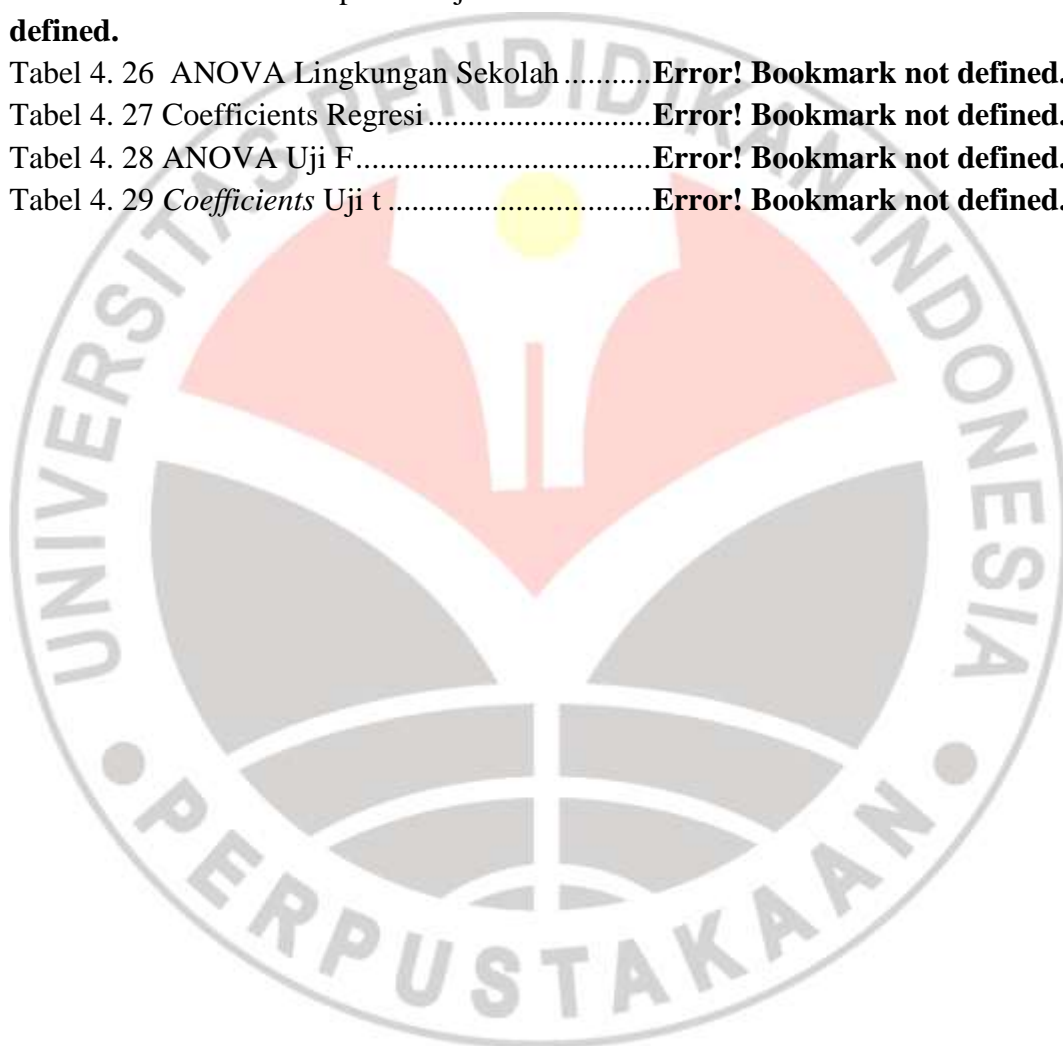 defined.
Tabel 4. 26  ANOVA Lingkungan Sekolah...........Error! Bookmark not defined.
Tabel 4. 27 Coefficients Regresi............................Error! Bookmark not defined.
Tabel 4. 28 ANOVA Uji F.....................................Error! Bookmark not defined.
Tabel 4. 29 Coefficients Uji t.................................Error! Bookmark not defined.
UNIVERSITAS PENDIDIKAN INDONESIA
PERPUSTAKAAN